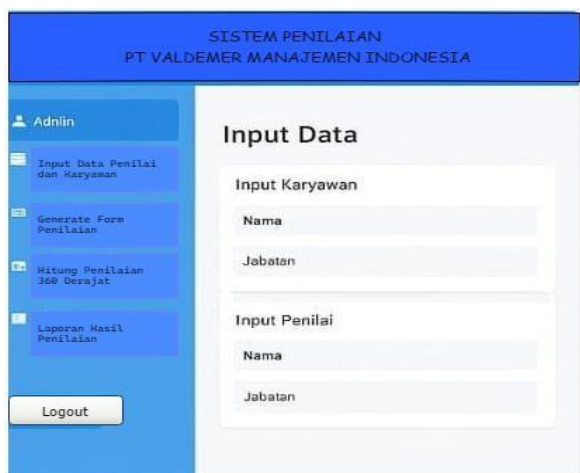 SISTEM PENILAIAN
PT VALDEMER MANAJEMEN INDONESIA
Adnlin
Input Data Penilai
dan Karyawan
Generate Form
Penilaian
Hitung Penilaian
360 Derajat
Laporan Hasil
Penilaian
Logout
Input Data
Input Karyawan
Nama
Jabatan
Input Penilai
Nama
Jabatan